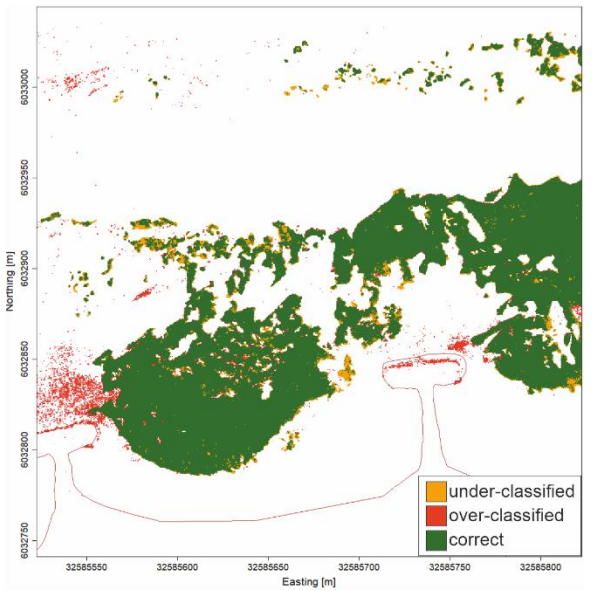 6033000
6032950
6032900
6032850
6032800
6032750
Northing [m]
under-classified
over-classified
correct
32585550
32585600
32585650
32585700
32585750
32585800
Easting [m]